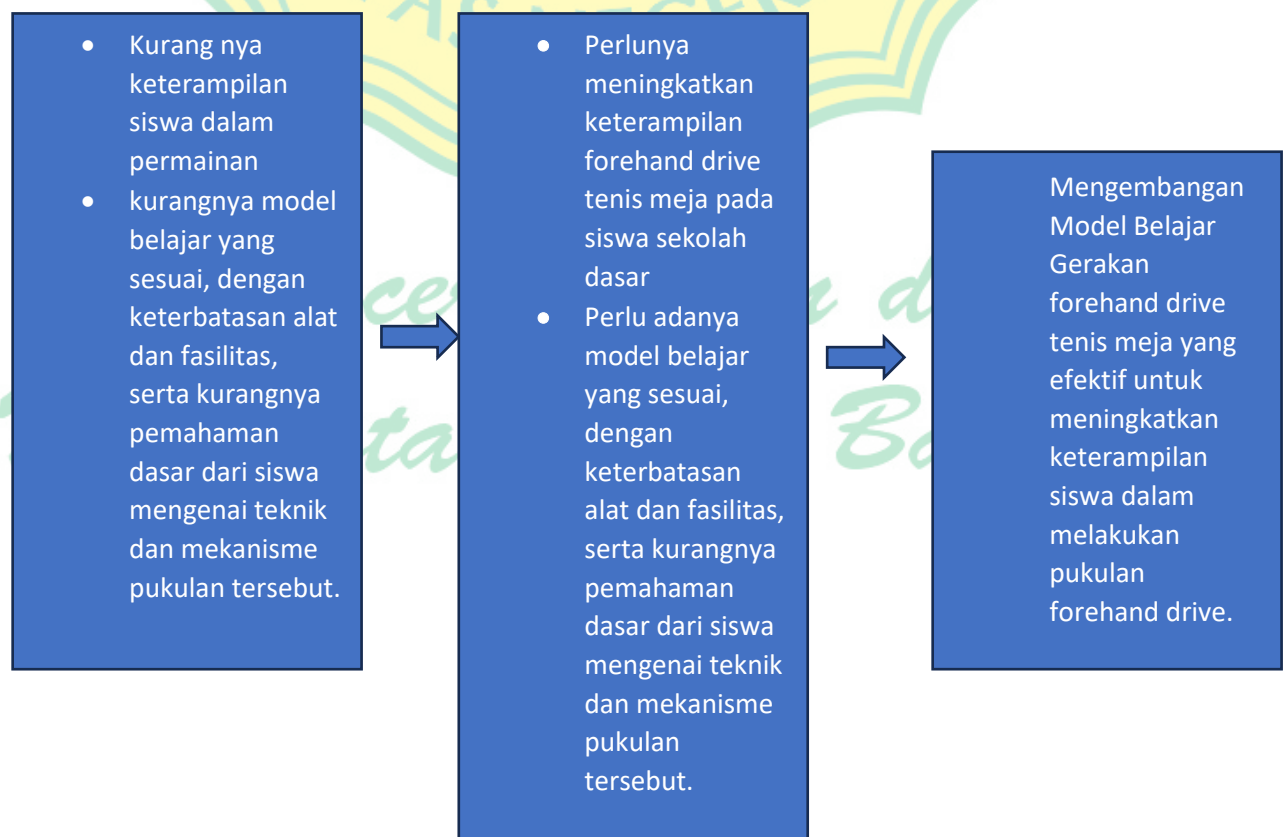 Kurang nya
keterampilan
siswa dalam
permainan
kurangnya model
belajar yang
sesuai, dengan
keterbatasan alat
dan fasilitas,
serta kurangnya
pemahaman
dasar dari siswa
mengenai teknik
dan mekanisme
pukulan tersebut.
Perlunya
meningkatkan
keterampilan
forehand drive
tenis meja pada
siswa sekolah
dasar
Perlu adanya
model belajar
yang sesuai,
dengan
keterbatasan
alat dan fasilitas,
serta kurangnya
pemahaman
dasar dari siswa
mengenai teknik
dan mekanisme
pukulan
tersebut.
Mengembangan
Model Belajar
Gerakan
forehand drive
tenis meja yang
efektif untuk
meningkatkan
keterampilan
siswa dalam
melakukan
pukulan
forehand drive.